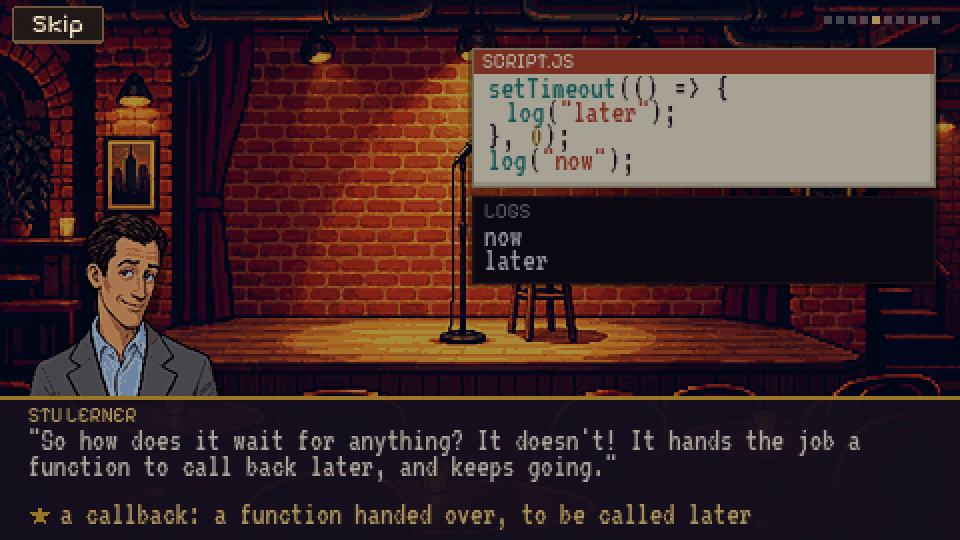 Skip
SCRIPT.JS
setTimeout(() => {
  log("later");
}, 0);
log("now");
LOGS
now
later
STU LERNER
"So how does it wait for anything? It doesn't! It hands the job a
function to call back later, and keeps going."
★ a callback: a function handed over, to be called later